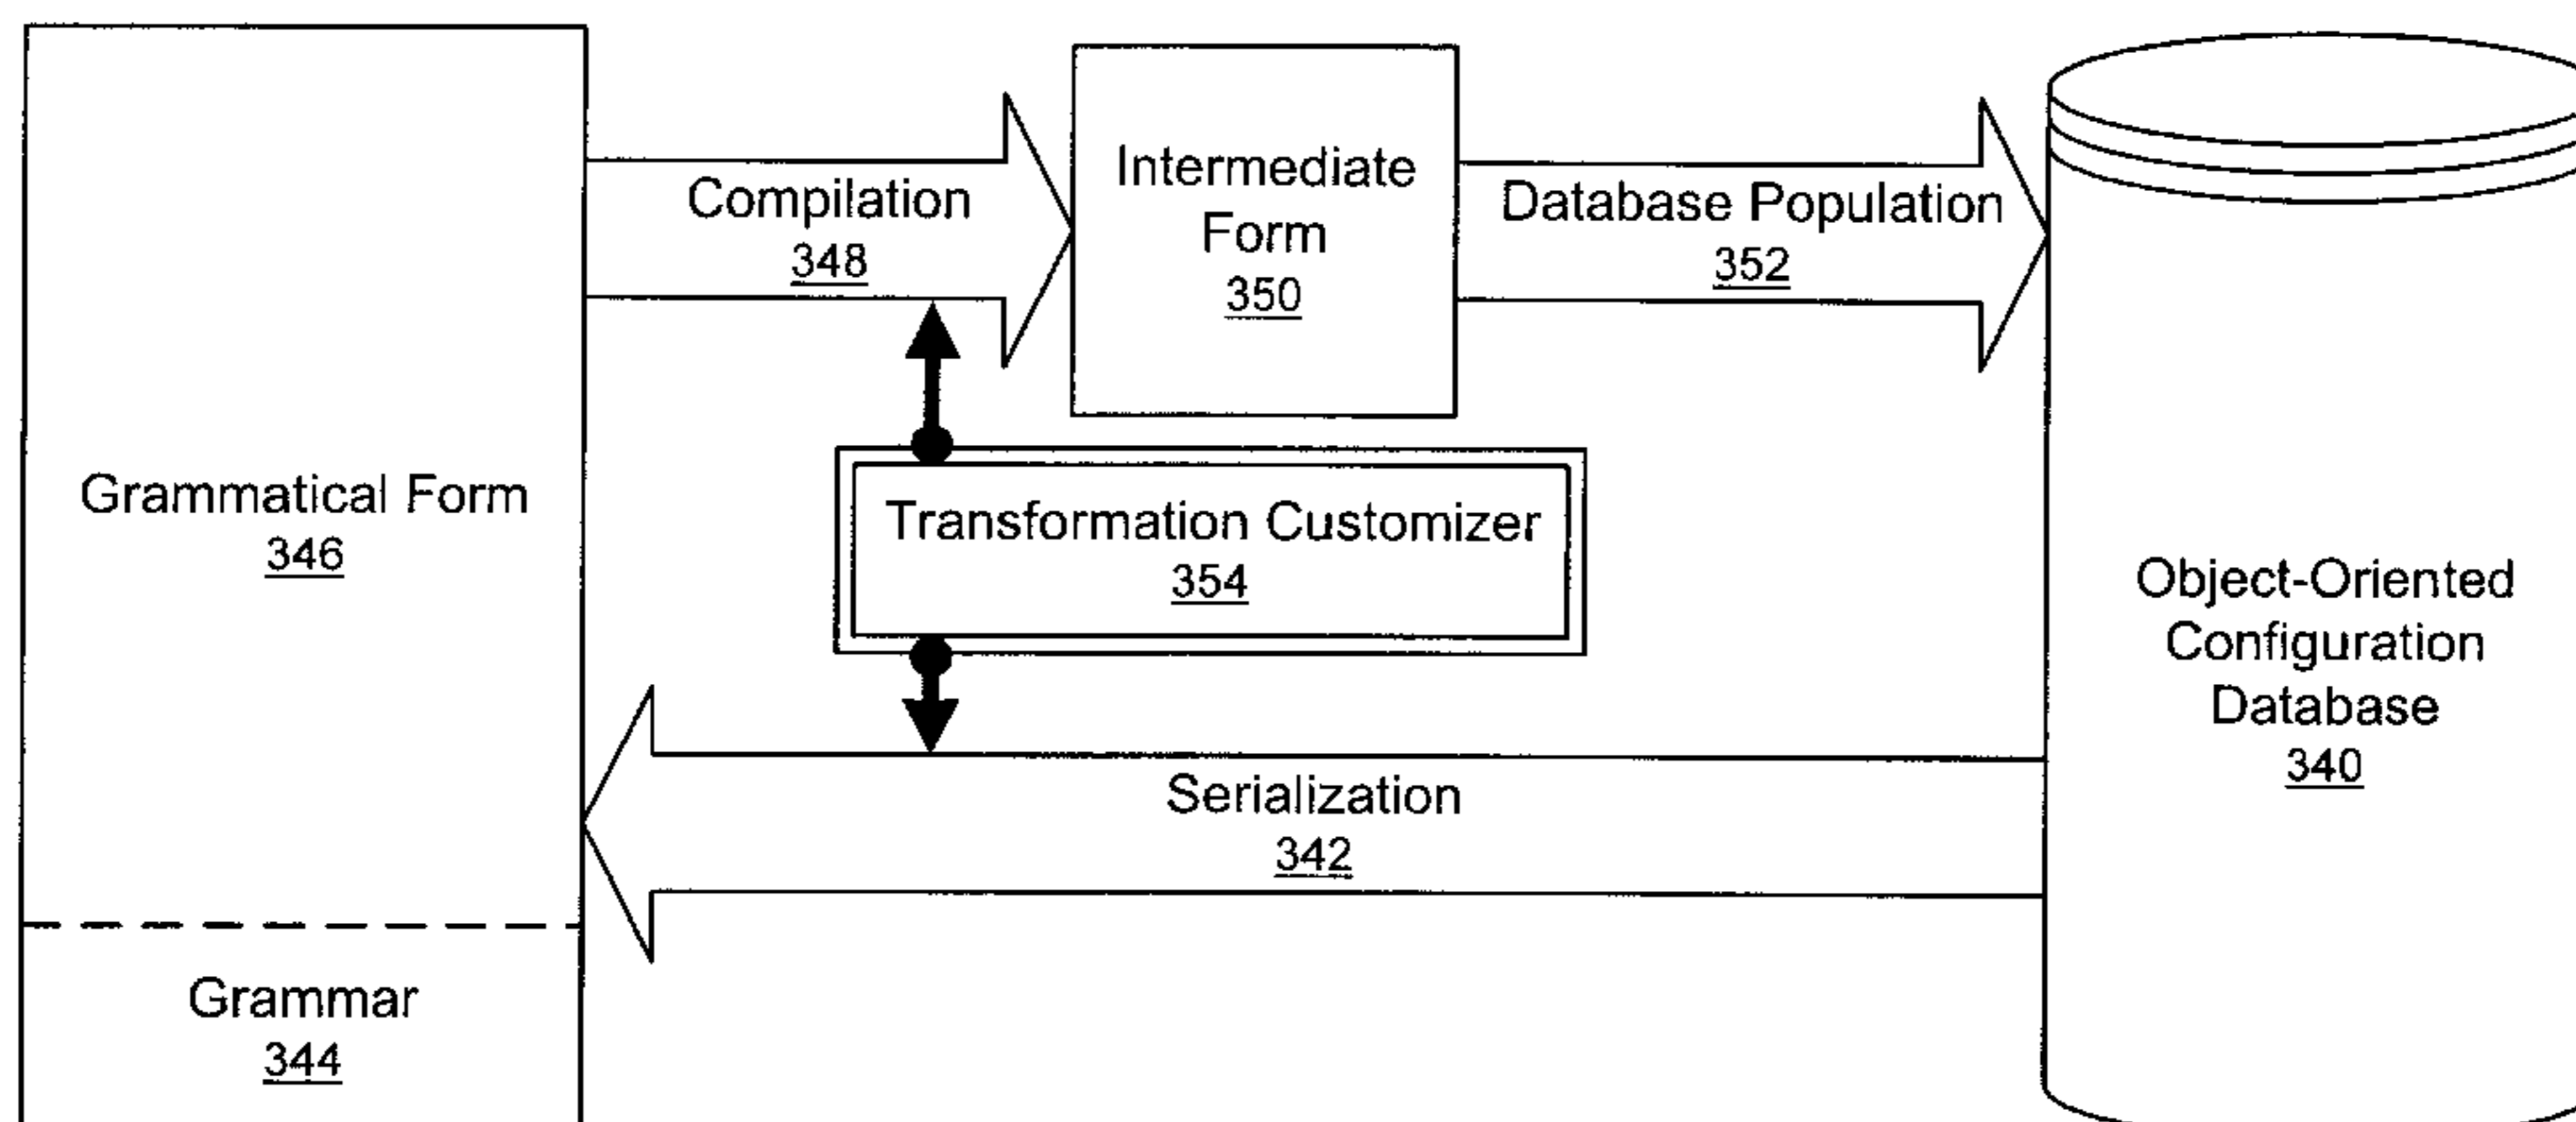 Grammatical Form
346
Grammar
344
Compilation
348
Intermediate
Form
350
Database Population
352
Transformation Customizer
354
Serialization
342
Object-Oriented
Configuration
Database
340